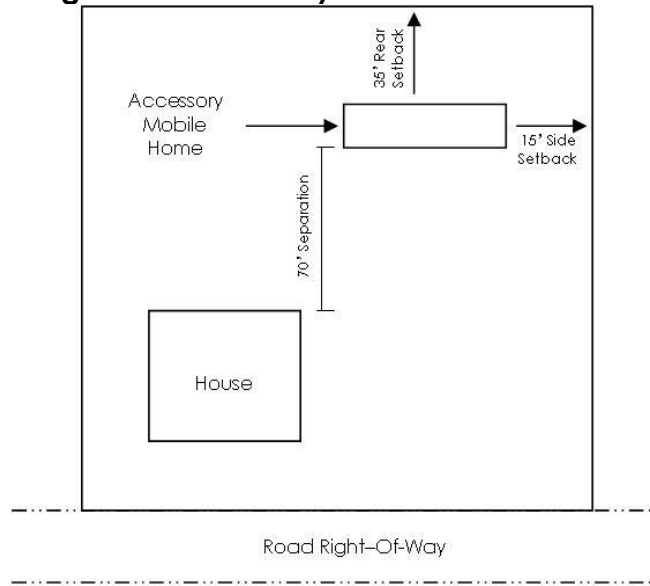 35' Rear
Setback
Accessory
Mobile
Home
15' Side
Setback
70' Separation
House
Road Right–Of-Way